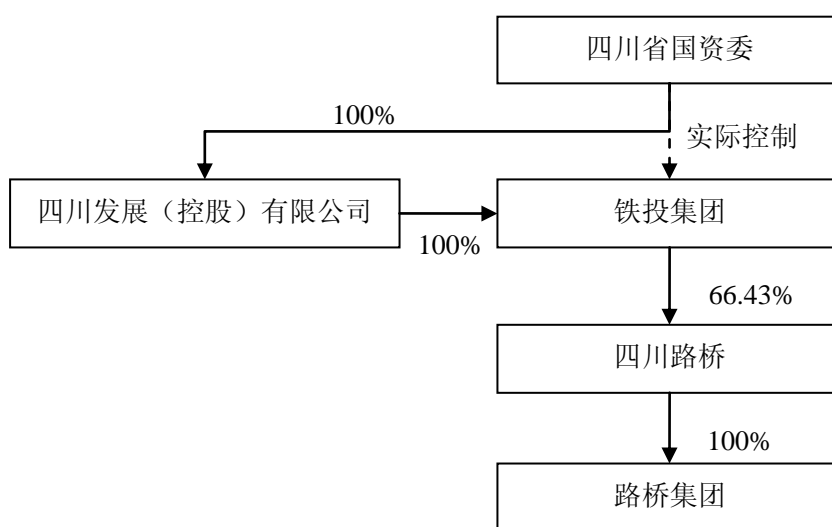 四川省国资委
100%
实际控制
四川发展（控股）有限公司
铁投集团
100%
66.43%
四川路桥
100%
路桥集团